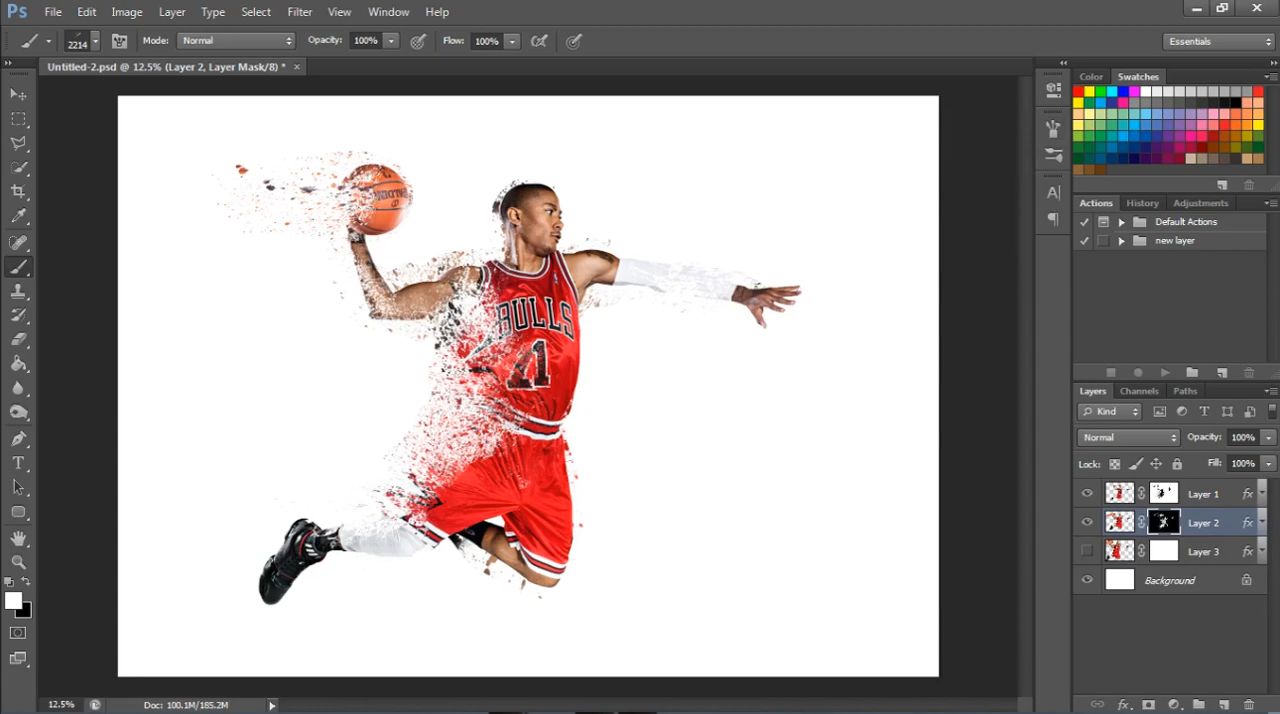 Ps File Edit Image Layer Type Select Filter View Window Help
2214 Mode: Normal Opacity: 100% Flow: 100% Essentials
Untitled-2.psd @ 12.5% (Layer 2, Layer Mask/8) * ×
Color Swatches
SPALDING
BULLS
1
Actions History Adjustments
Default Actions
new layer
Layers Channels Paths
Kind
Normal Opacity: 100%
Lock: Fill: 100%
Layer 1 fx
Layer 2 fx
Layer 3 fx
Background
12.5% Doc: 100.1M/185.2M